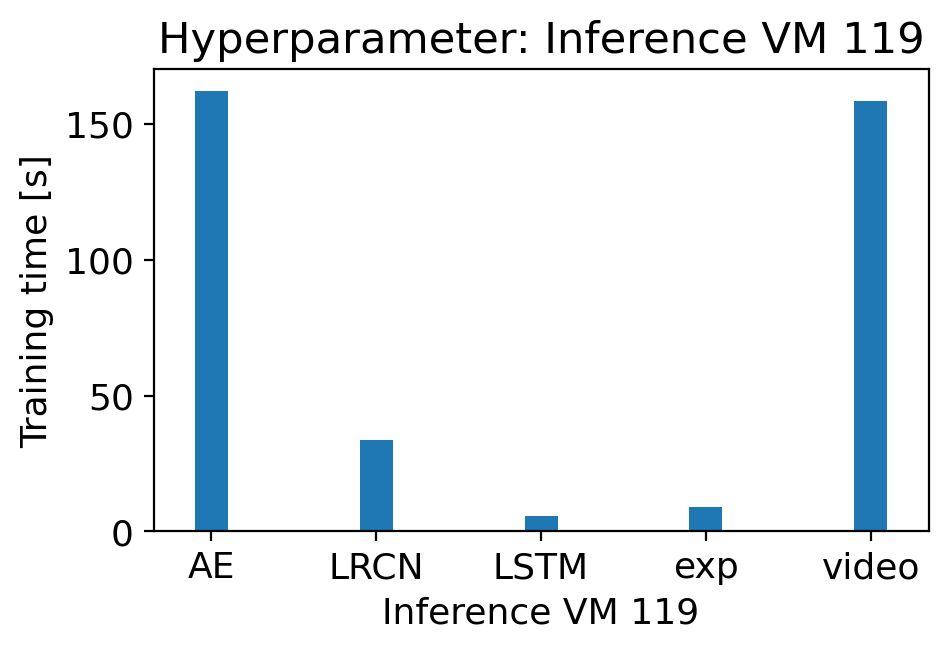 Hyperparameter: Inference VM 119
Training time [s]
150
100
50
0
AE LRCN LSTM exp video
Inference VM 119